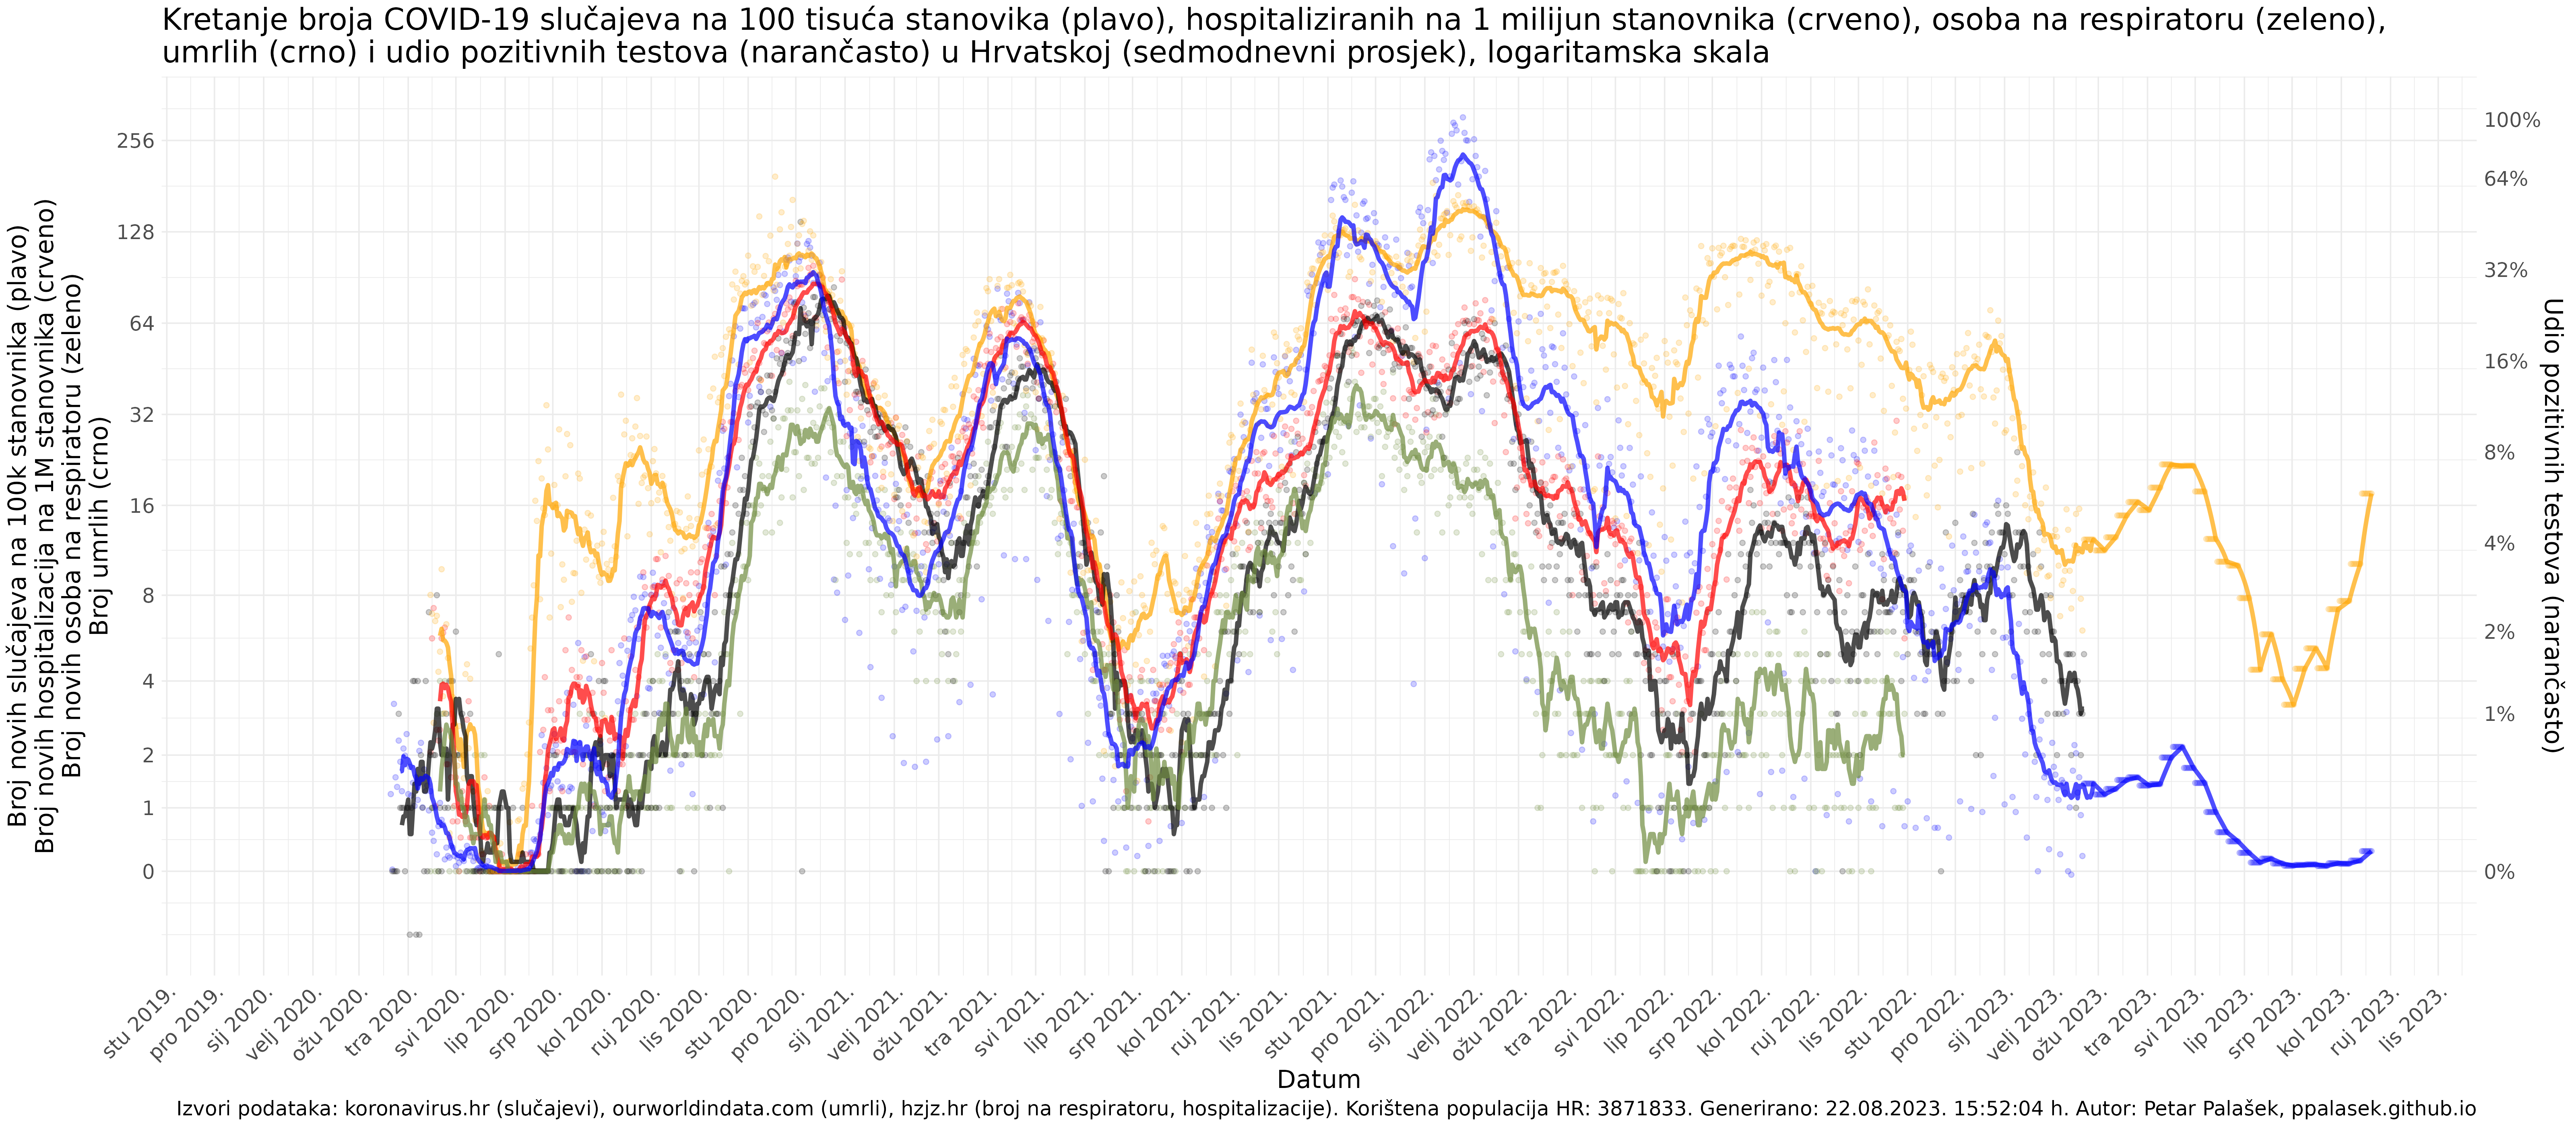 Kretanje broja COVID-19 slučajeva na 100 tisuća stanovika (plavo), hospitaliziranih na 1 milijun stanovnika (crveno), osoba na respiratoru (zeleno),
umrlih (crno) i udio pozitivnih testova (narančasto) u Hrvatskoj (sedmodnevni prosjek), logaritamska skala
Broj novih slučajeva na 100k stanovnika (plavo)
Broj novih hospitalizacija na 1M stanovnika (crveno)
Broj novih osoba na respiratoru (zeleno)
Broj umrlih (crno)
256
128
64
32
16
8
4
2
1
0
100%
64%
32%
16%
8%
4%
2%
1%
0%
Udio pozitivnih testova (narančasto)
stu 2019.
pro 2019.
sij 2020.
velj 2020.
ožu 2020.
tra 2020.
svi 2020.
lip 2020.
srp 2020.
kol 2020.
ruj 2020.
lis 2020.
stu 2020.
pro 2020.
sij 2021.
velj 2021.
ožu 2021.
tra 2021.
svi 2021.
lip 2021.
srp 2021.
kol 2021.
ruj 2021.
lis 2021.
stu 2021.
pro 2021.
sij 2022.
velj 2022.
ožu 2022.
tra 2022.
svi 2022.
lip 2022.
srp 2022.
kol 2022.
ruj 2022.
lis 2022.
stu 2022.
pro 2022.
sij 2023.
velj 2023.
ožu 2023.
tra 2023.
svi 2023.
lip 2023.
srp 2023.
kol 2023.
ruj 2023.
lis 2023.
Datum
Izvori podataka: koronavirus.hr (slučajevi), ourworldindata.com (umrli), hzjz.hr (broj na respiratoru, hospitalizacije). Korištena populacija HR: 3871833. Generirano: 22.08.2023. 15:52:04 h. Autor: Petar Palašek, ppalasek.github.io